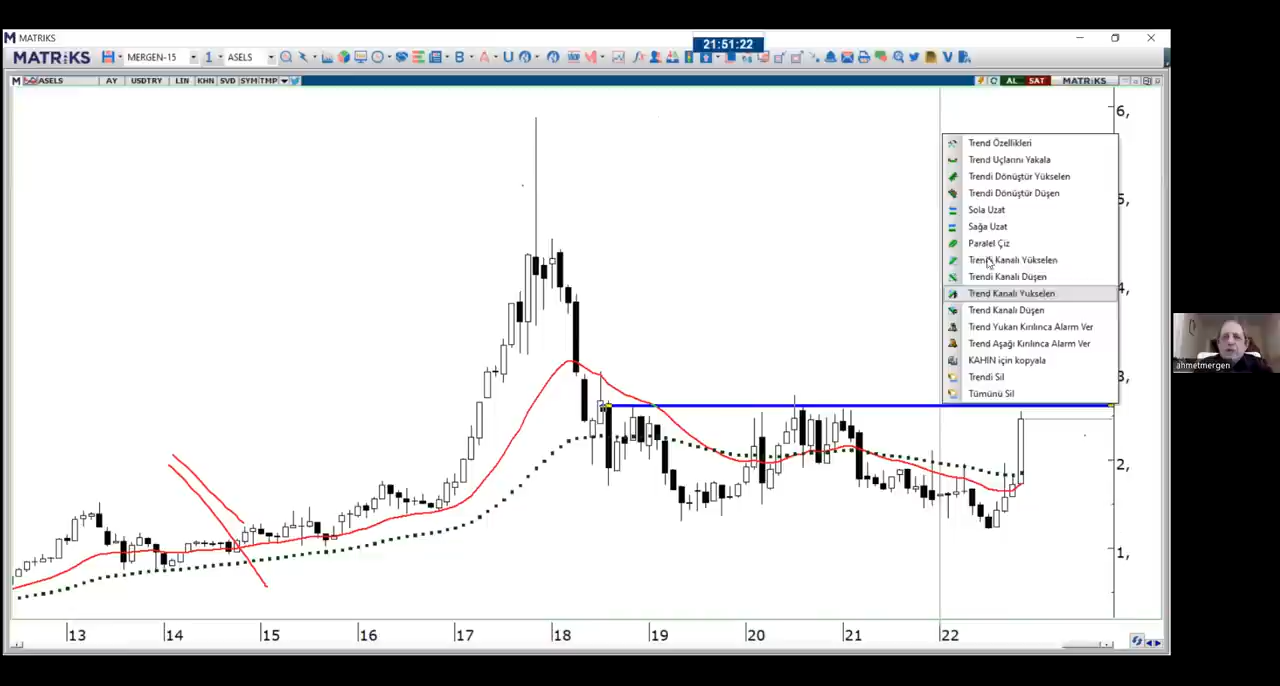 MATRIKS
21:51:22
MATRIKS MERGEN-15 1 ASELS
ASELS AY USDTRY LIN KHN SVD SYM TMP AL SAT MATRIKS
6,
Trend Özellikleri
Trend Uçlarını Yakala
Trendi Dönüştür Yükselen
Trendi Dönüştür Düşen
5,
Sola Uzat
Sağa Uzat
Paralel Çiz
Trendi Kanalı Yükselen
Trendi Kanalı Düşen
4,
Trend Kanalı Yükselen
Trend Kanalı Düşen
Trend Yukarı Kırılınca Alarm Ver
Trend Aşağı Kırılınca Alarm Ver
KAHİN için kopyala
ahmetmergen
Trendi Sil
3,
Tümünü Sil
2,
1,
13 14 15 16 17 18 19 20 21 22